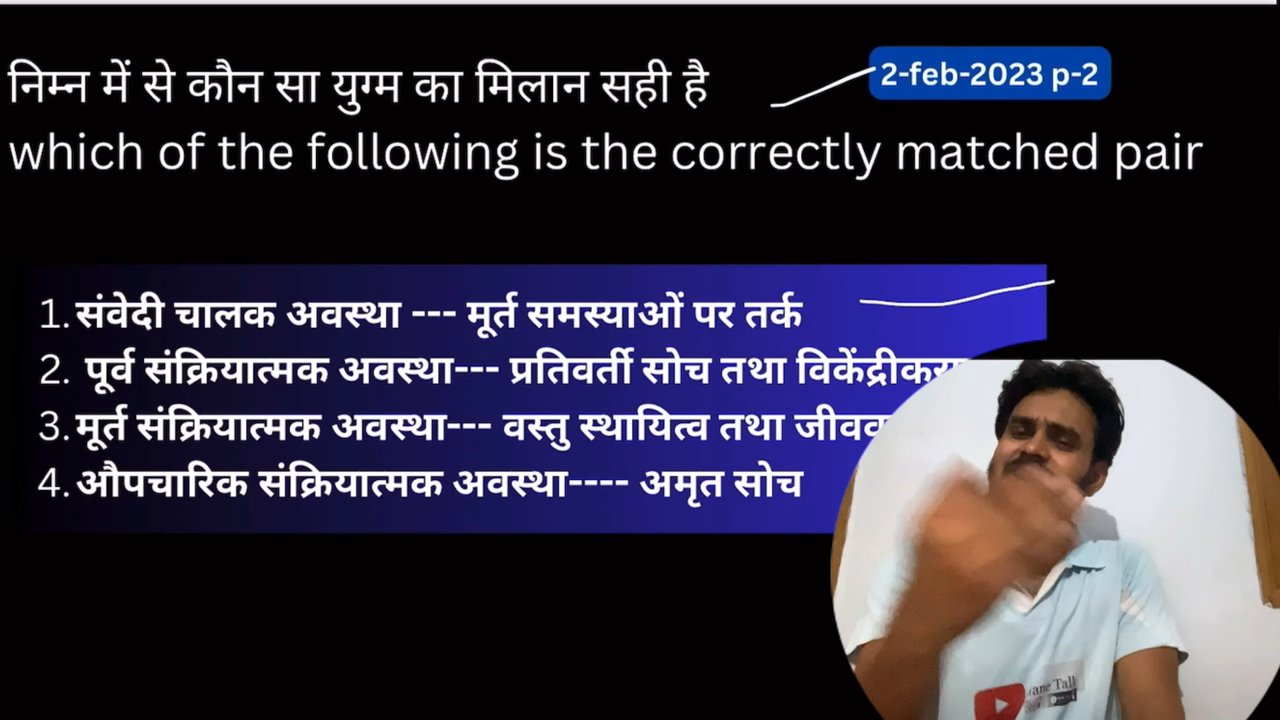 निम्न में से कौन सा युग्म का मिलान सही है
2-feb-2023 p-2
which of the following is the correctly matched pair
1. संवेदी चालक अवस्था --- मूर्त समस्याओं पर तर्क
2. पूर्व संक्रियात्मक अवस्था--- प्रतिवर्ती सोच तथा
3. मूर्त संक्रियात्मक अवस्था--- वस्तु स्थायित्व तथा
4. औपचारिक संक्रियात्मक अवस्था---- अमृत सोच